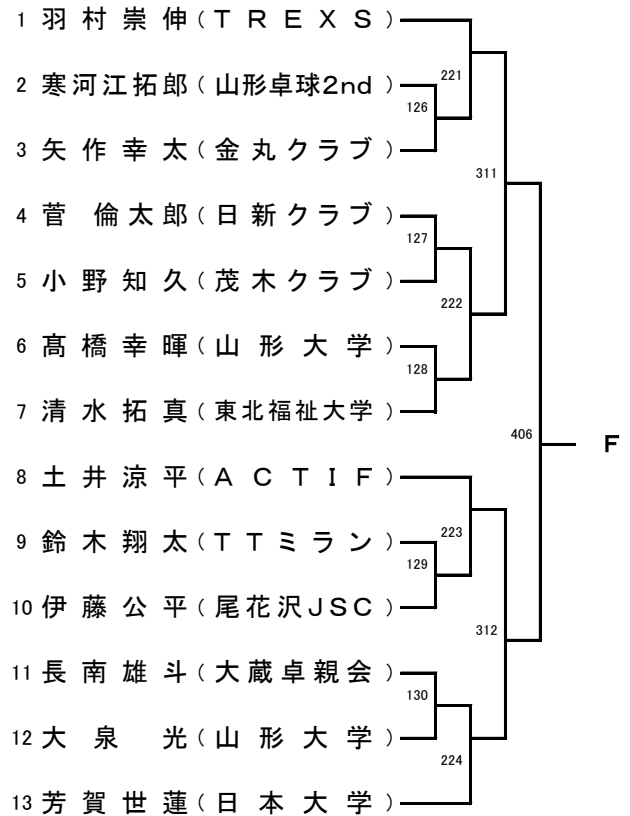 1 羽村崇伸(TREXS)
221
2 寒河江拓郎(山形卓球2nd)
126
3 矢作幸太(金丸クラブ)
311
4 菅 倫太郎(日新クラブ)
127
5 小野知久(茂木クラブ)
222
6 髙橋幸暉(山形大学)
128
7 清水拓真(東北福祉大学)
406 F
8 土井涼平(ACTIF)
223
9 鈴木翔太(TTミラン)
129
10 伊藤公平(尾花沢JSC)
312
11 長南雄斗(大蔵卓親会)
130
12 大泉 光(山形大学)
224
13 芳賀世蓮(日本大学)